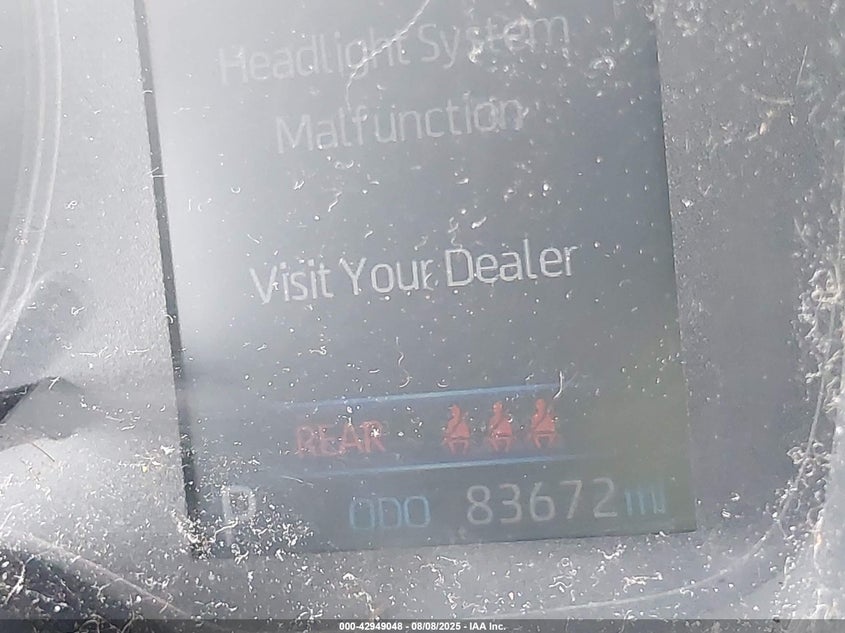 Headlight System
Malfunction
Visit Your Dealer
REAR
P ODO 83672 mi
000-42949048 - 08/08/2025 - IAA Inc.